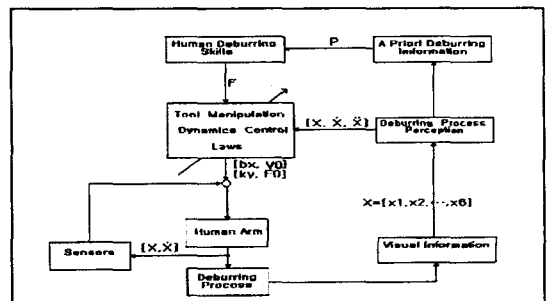 Human Deburring
Skills
P
A Priori Deburring
Information
F
Tool Manipulation
Dynamics Control
Laws
[X, Ẋ, Ẍ]
Deburring Process
Perception
[bx, V0]
[ky, F0]
X=[x1,x2,···,x6]
Human Arm
Sensors
[X,Ẋ]
Visual Information
Deburring
Process